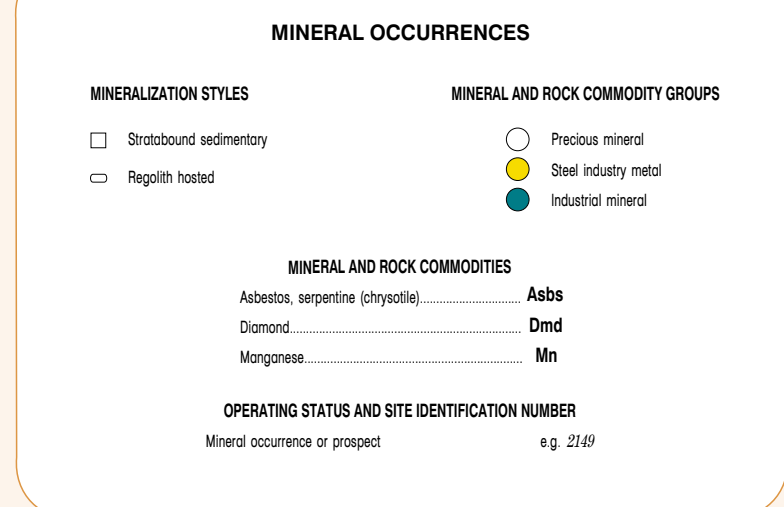 MINERAL OCCURRENCES
MINERALIZATION STYLES
Stratabound sedimentary
Regolith hosted
MINERAL AND ROCK COMMODITY GROUPS
Precious mineral
Steel industry metal
Industrial mineral
MINERAL AND ROCK COMMODITIES
Asbestos, serpentine (chrysotile)............................... Asbs
Diamond....................................................................... Dmd
Manganese................................................................... Mn
OPERATING STATUS AND SITE IDENTIFICATION NUMBER
Mineral occurrence or prospect e.g. 2149